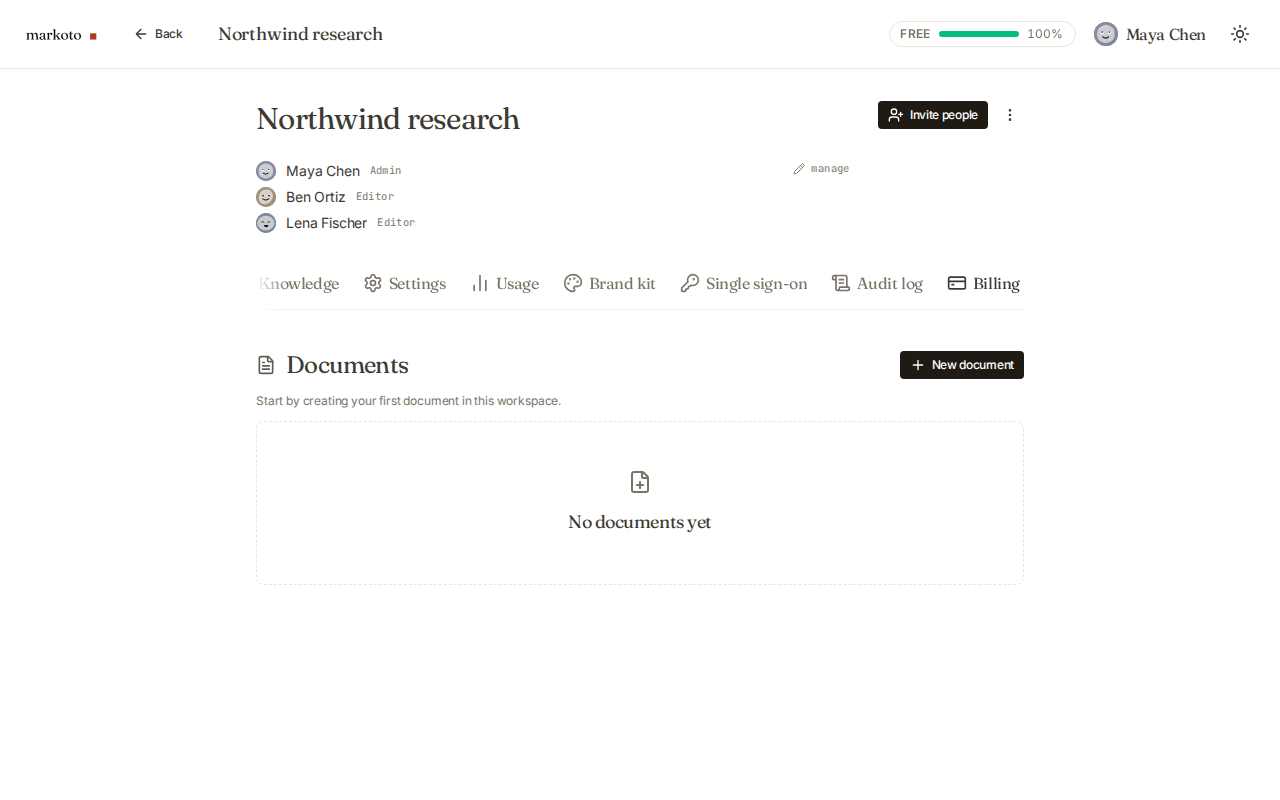 markoto
Back
Northwind research
FREE 100%
Maya Chen
Northwind research
Invite people
Maya Chen Admin
manage
Ben Ortiz Editor
Lena Fischer Editor
Knowledge Settings Usage Brand kit Single sign-on Audit log Billing
Documents
New document
Start by creating your first document in this workspace.
No documents yet